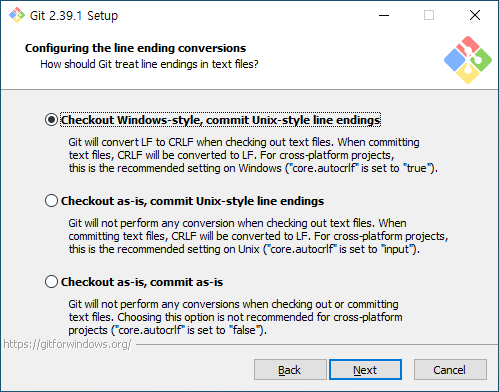 Git 2.39.1 Setup
Configuring the line ending conversions
How should Git treat line endings in text files?
Checkout Windows-style, commit Unix-style line endings
Git will convert LF to CRLF when checking out text files. When committing
text files, CRLF will be converted to LF. For cross-platform projects,
this is the recommended setting on Windows ("core.autocrlf" is set to "true").
Checkout as-is, commit Unix-style line endings
Git will not perform any conversion when checking out text files. When
committing text files, CRLF will be converted to LF. For cross-platform projects,
this is the recommended setting on Unix ("core.autocrlf" is set to "input").
Checkout as-is, commit as-is
Git will not perform any conversions when checking out or committing
text files. Choosing this option is not recommended for cross-platform
projects ("core.autocrlf" is set to "false").
https://gitforwindows.org/
Back
Next
Cancel